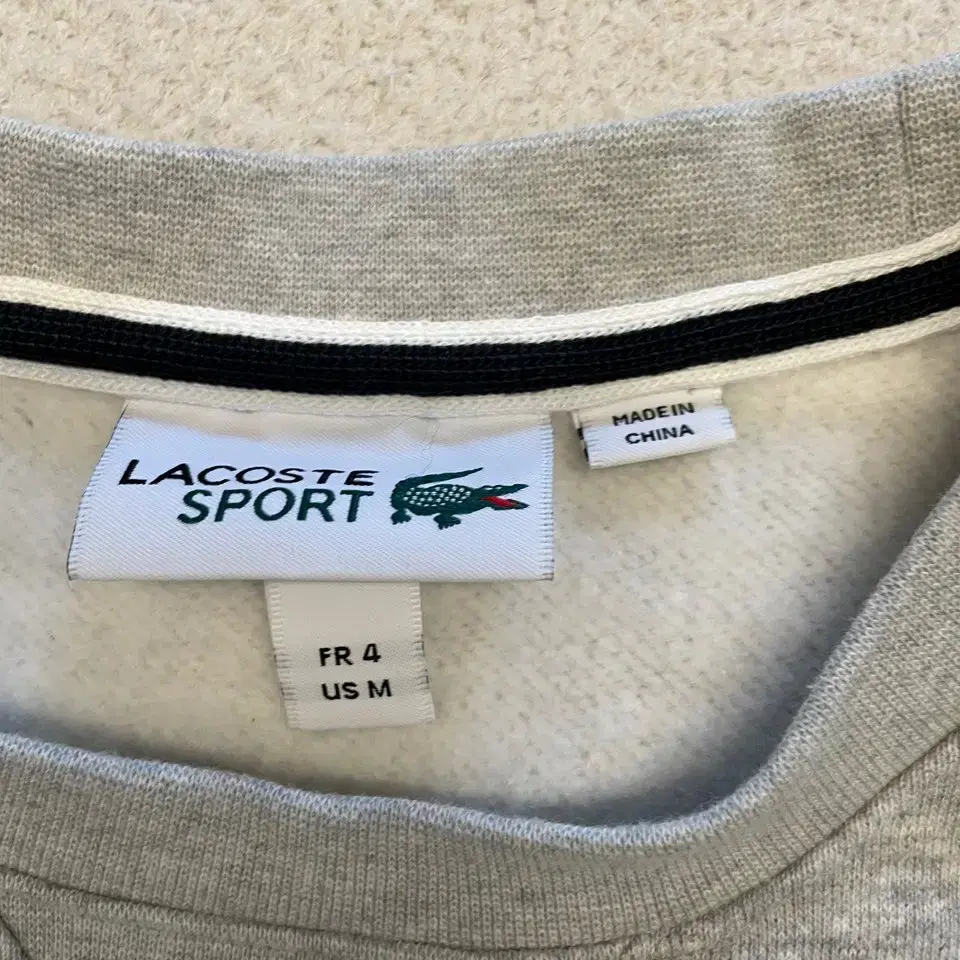 LACOSTE
SPORT
MADE IN
CHINA
FR 4
US M